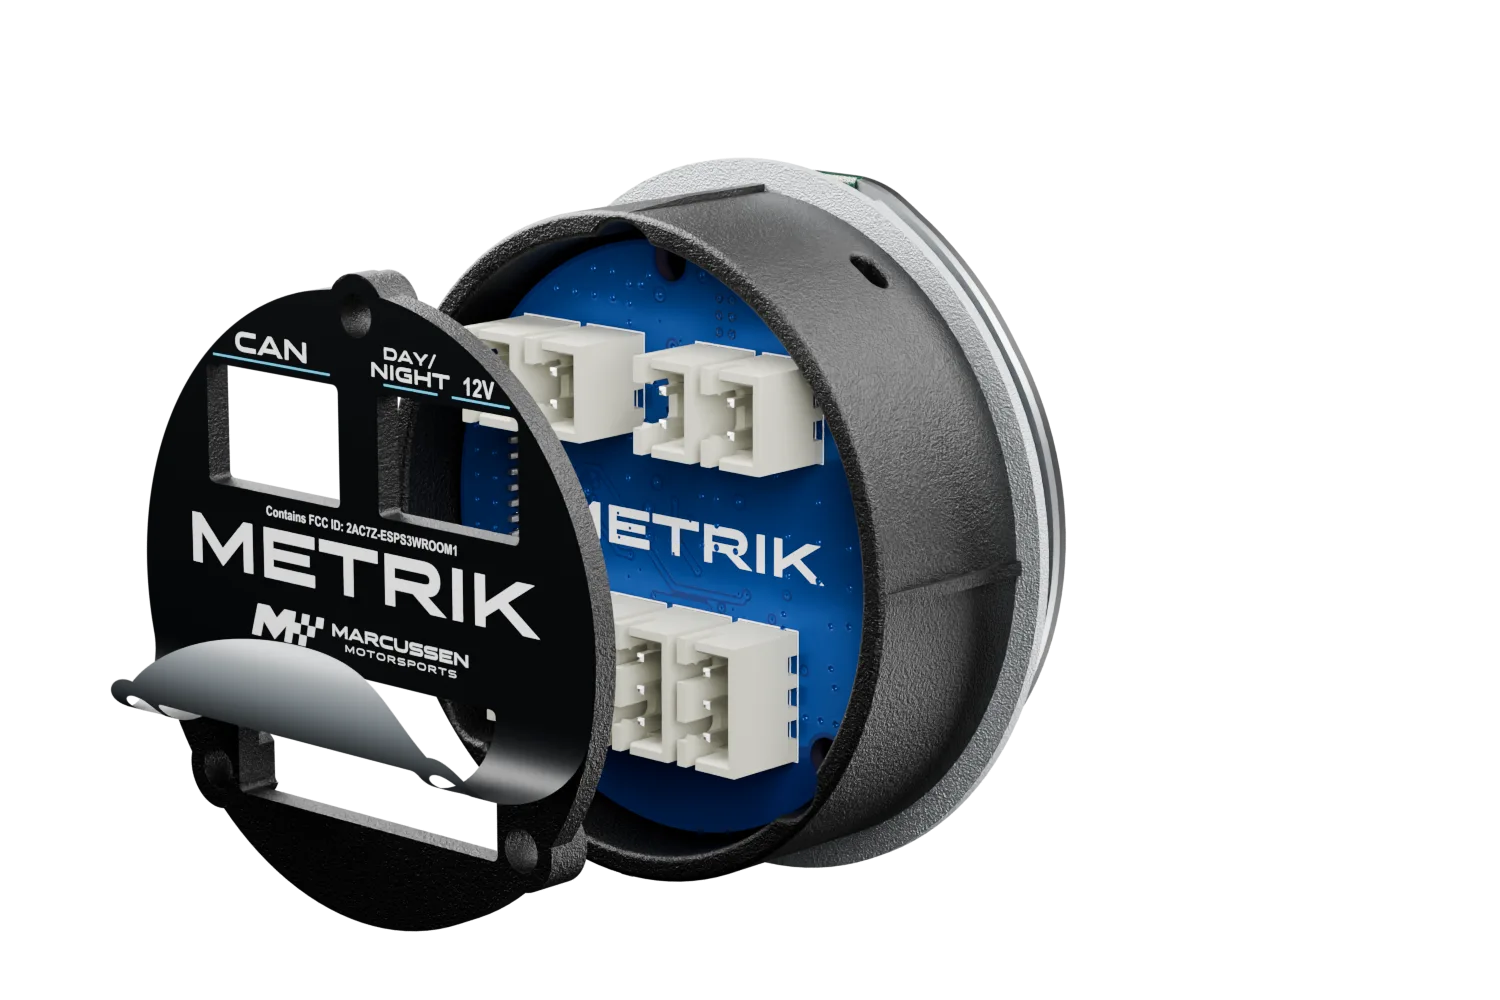 CAN
DAY/
NIGHT
12V
Contains FCC ID: 2AC7Z-ESPS3WROOM1
METRIK
M
MARCUSSEN
MOTORSPORTS
METRIK